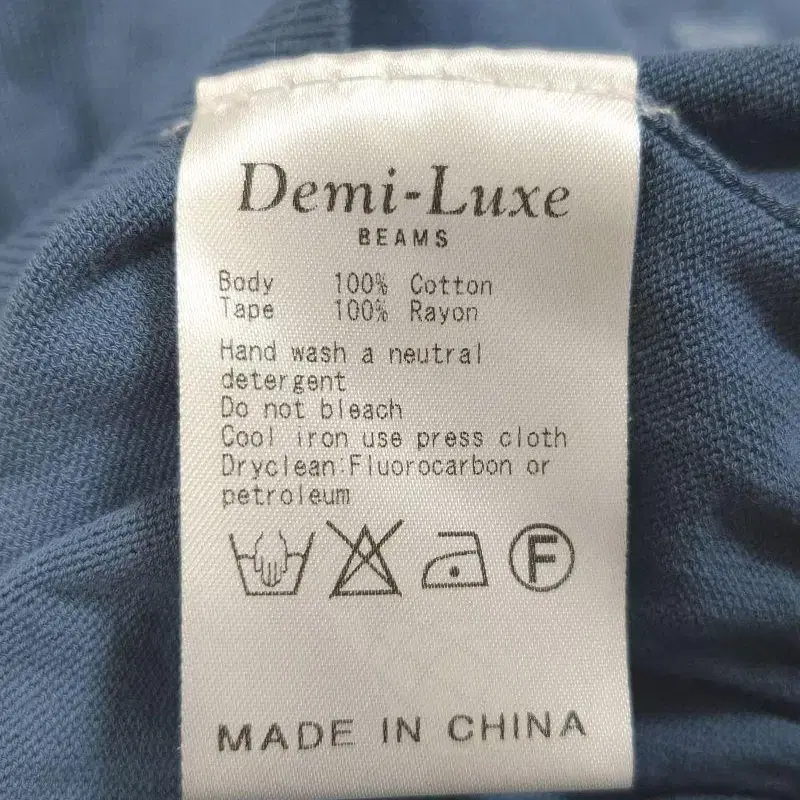 Demi-Luxe
BEAMS
Body 100% Cotton
Tape 100% Rayon
Hand wash a neutral
detergent
Do not bleach
Cool iron use press cloth
Dryclean:Fluorocarbon or
petroleum
F
MADE IN CHINA